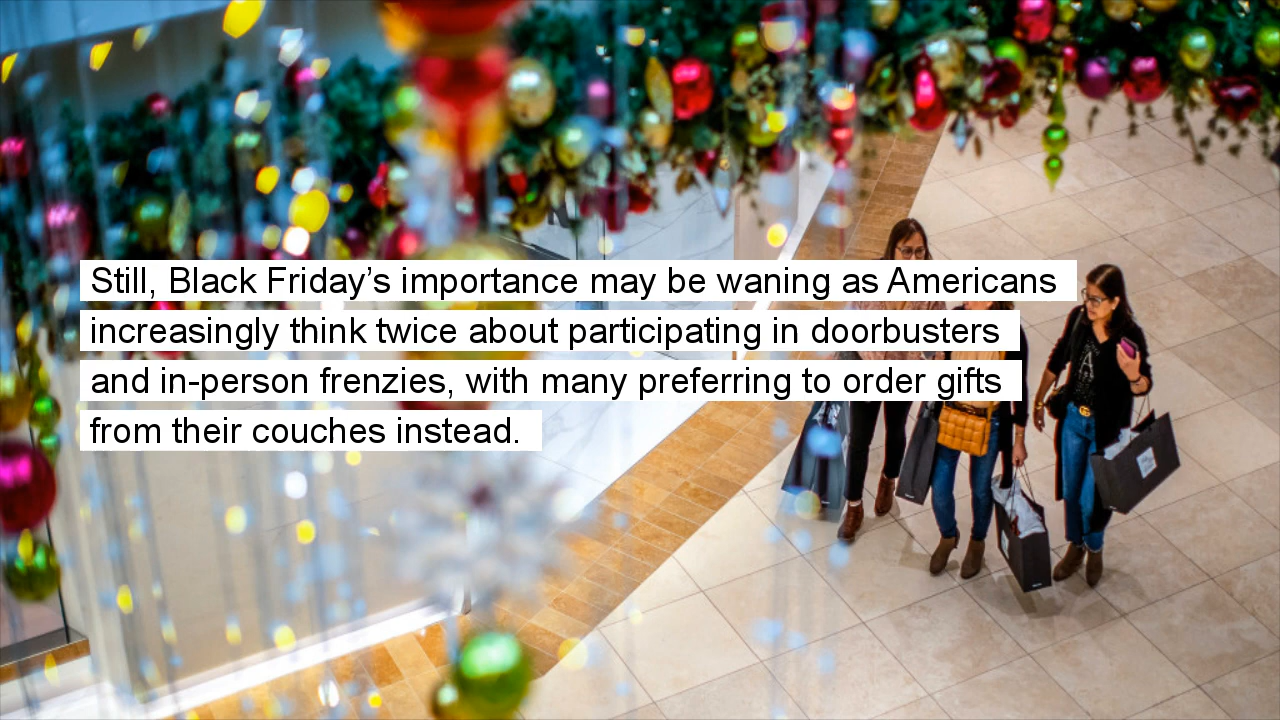 Still, Black Friday’s importance may be waning as Americans
increasingly think twice about participating in doorbusters
and in-person frenzies, with many preferring to order gifts
from their couches instead.